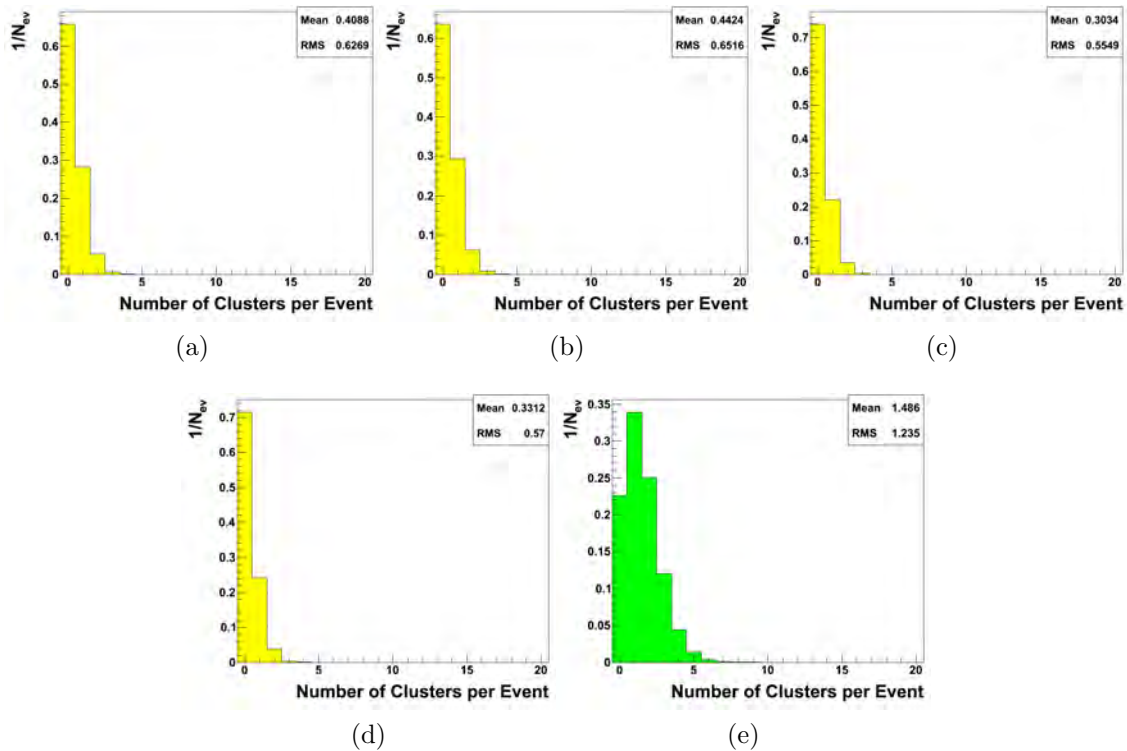 1/N_ev
Mean 0.4088
RMS 0.6269
0.6
0.5
0.4
0.3
0.2
0.1
0
0 5 10 15 20
Number of Clusters per Event
(a)
1/N_ev
Mean 0.4424
RMS 0.6516
0.6
0.5
0.4
0.3
0.2
0.1
0
0 5 10 15 20
Number of Clusters per Event
(b)
1/N_ev
Mean 0.3034
RMS 0.5549
0.7
0.6
0.5
0.4
0.3
0.2
0.1
0
0 5 10 15 20
Number of Clusters per Event
(c)
1/N_ev
Mean 0.3312
RMS 0.57
0.7
0.6
0.5
0.4
0.3
0.2
0.1
0
0 5 10 15 20
Number of Clusters per Event
(d)
1/N_ev
Mean 1.486
RMS 1.235
0.35
0.3
0.25
0.2
0.15
0.1
0.05
0
0 5 10 15 20
Number of Clusters per Event
(e)